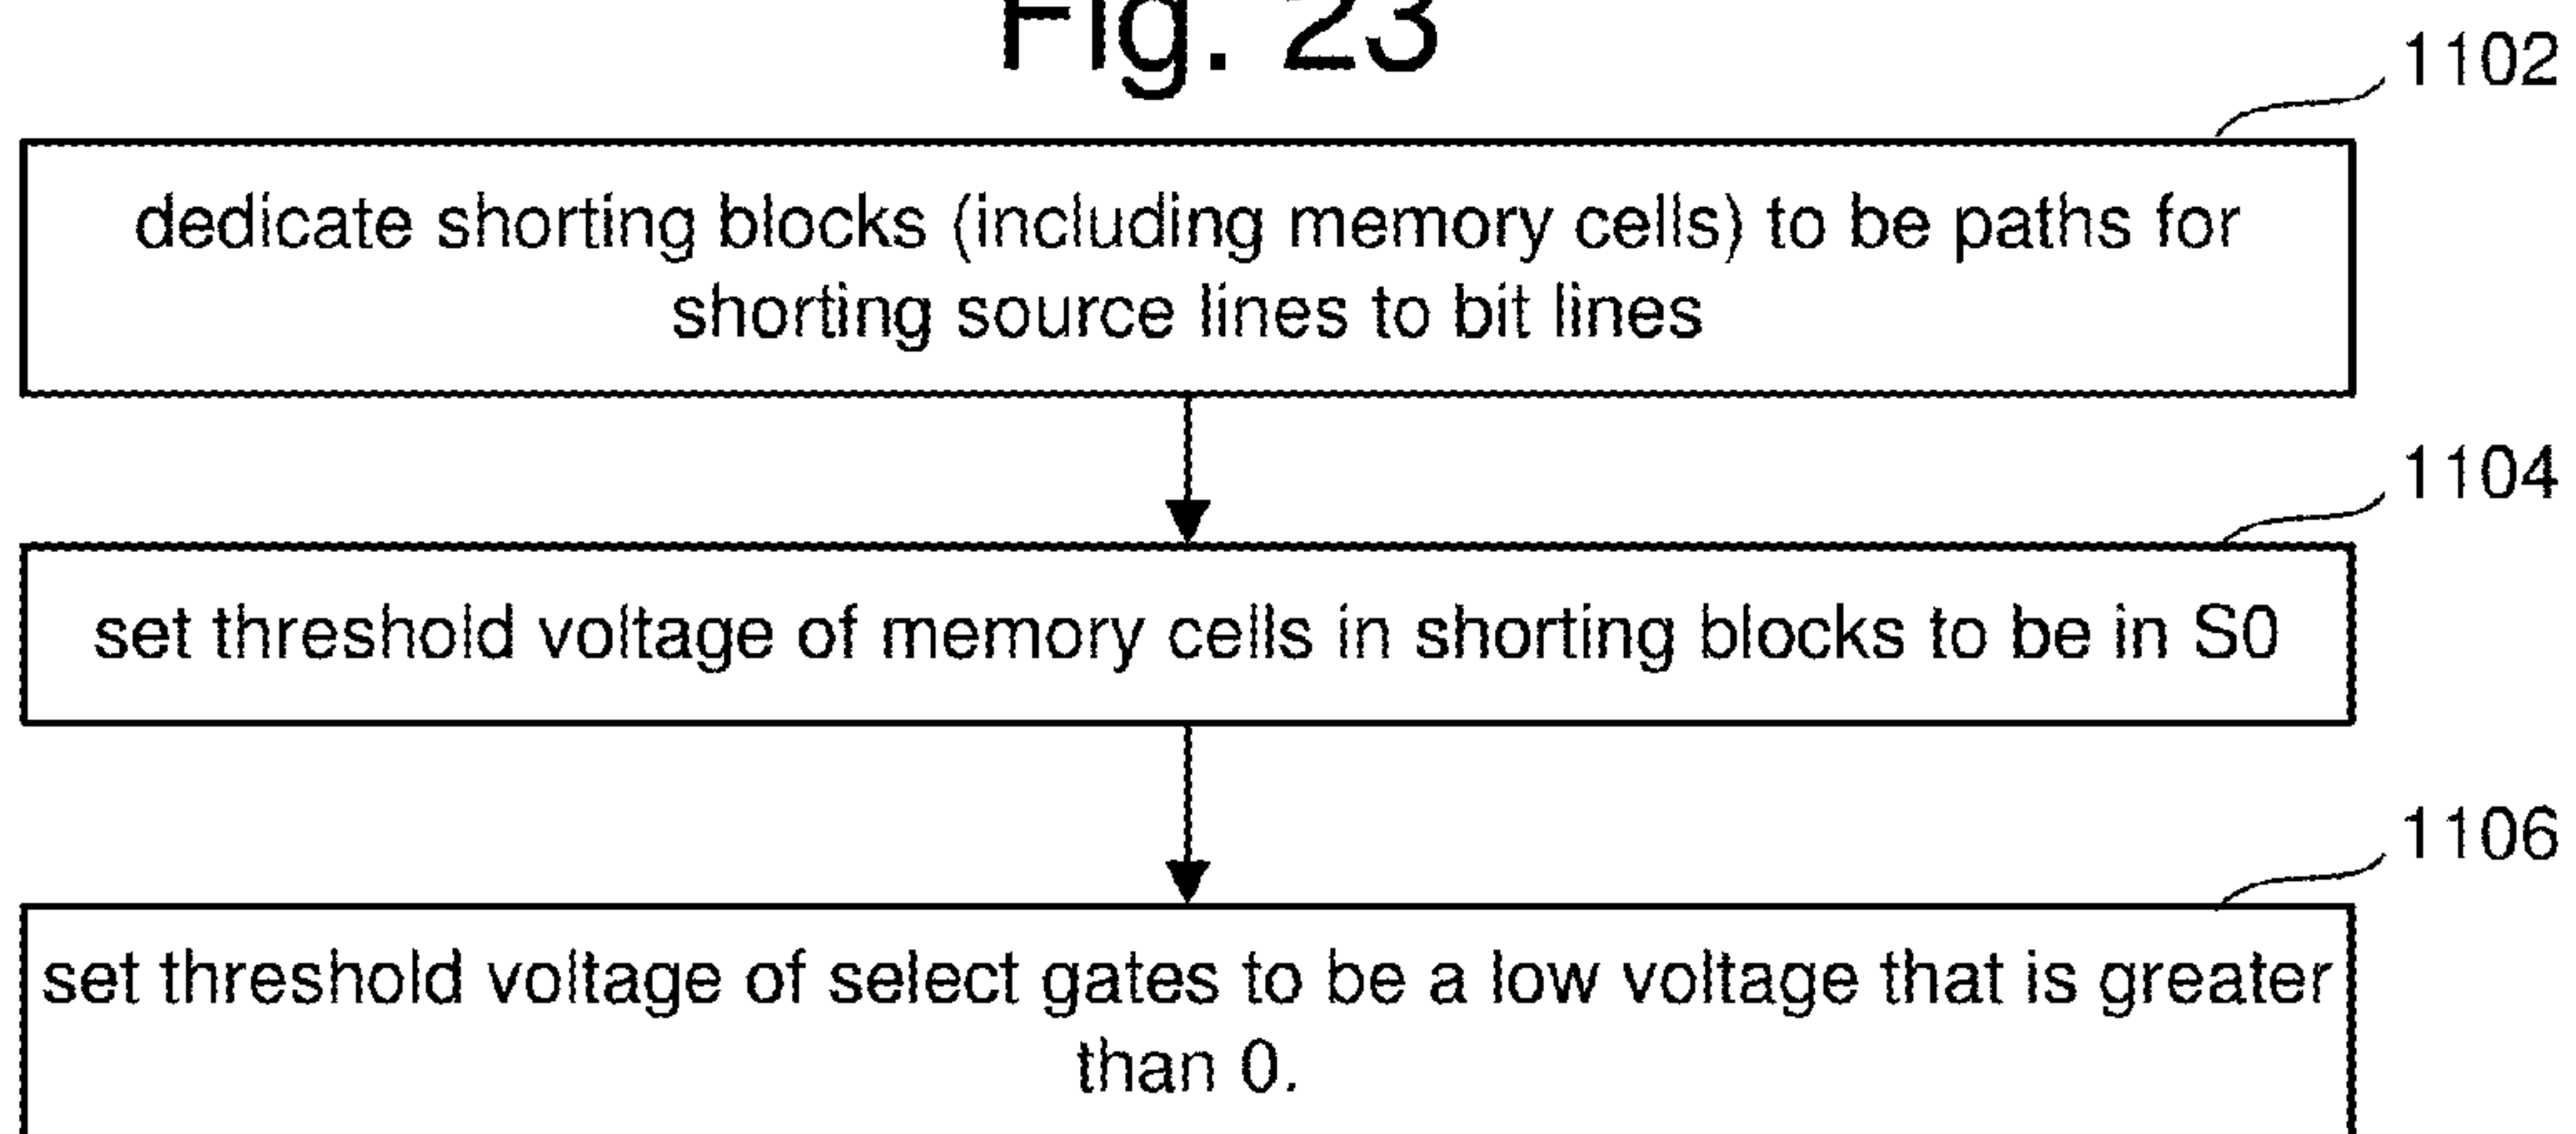 Fig. 23
1102
dedicate shorting blocks (including memory cells) to be paths for
shorting source lines to bit lines
1104
set threshold voltage of memory cells in shorting blocks to be in S0
1106
set threshold voltage of select gates to be a low voltage that is greater
than 0.